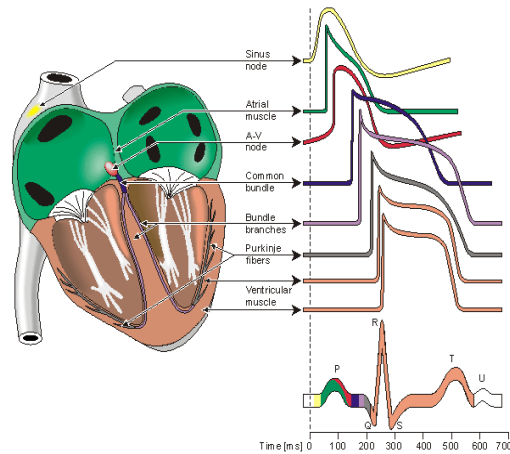 Sinus
node
Atrial
muscle
A-V
node
Common
bundle
Bundle
branches
Purkinje
fibers
Ventricular
muscle
R
P
T
U
Q
S
Time [ms] 0 100 200 300 400 500 600 700